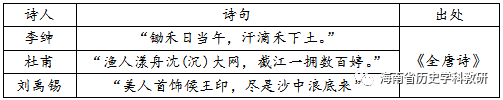 诗人 诗句 出处
李绅 “锄禾日当午，汗滴禾下土。”
杜甫 “渔人漾舟沈(沉)大网，截江一拥数百鳞。” 《全唐诗》
刘禹锡 “美人首饰侯王印，尽是沙中浪底来”
海南省历史学科教研